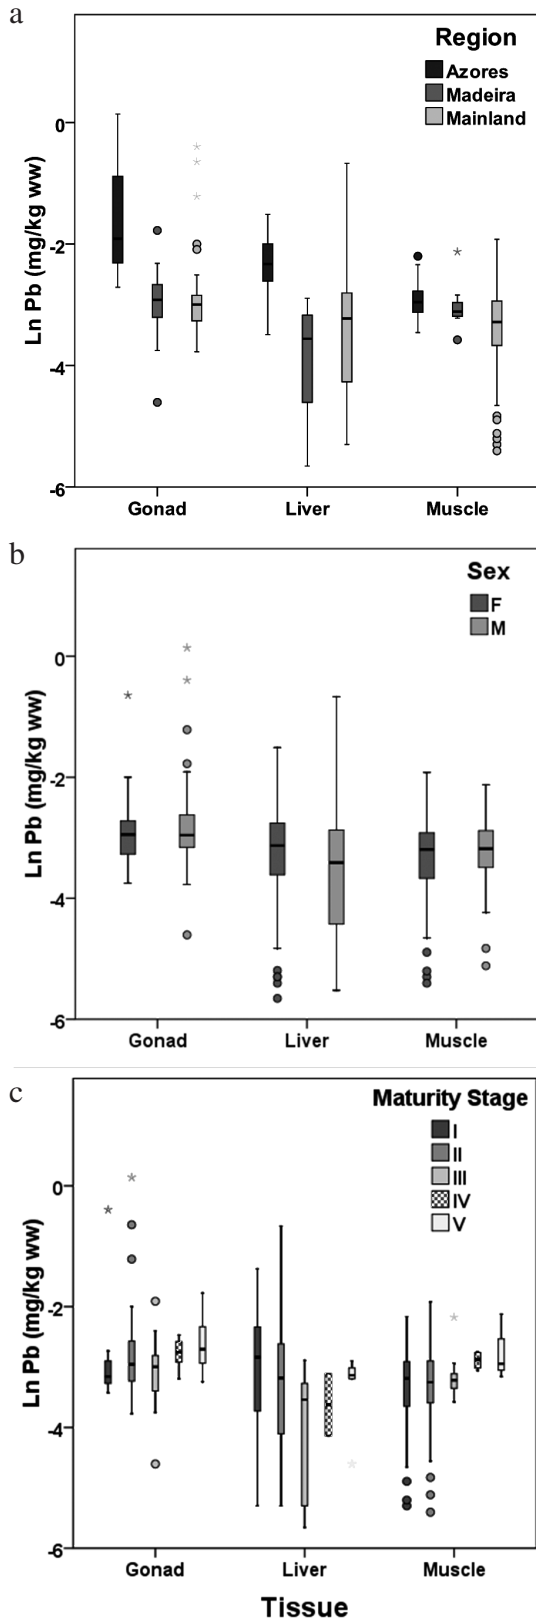 a
Region
Azores
Madeira
Mainland
Ln Pb (mg/kg ww)
0
-2
-4
-6
Gonad Liver Muscle
b
Sex
F
M
Ln Pb (mg/kg ww)
0
-2
-4
-6
Gonad Liver Muscle
c
Maturity Stage
I
II
III
IV
V
Ln Pb (mg/kg ww)
0
-2
-4
-6
Gonad Liver Muscle
Tissue